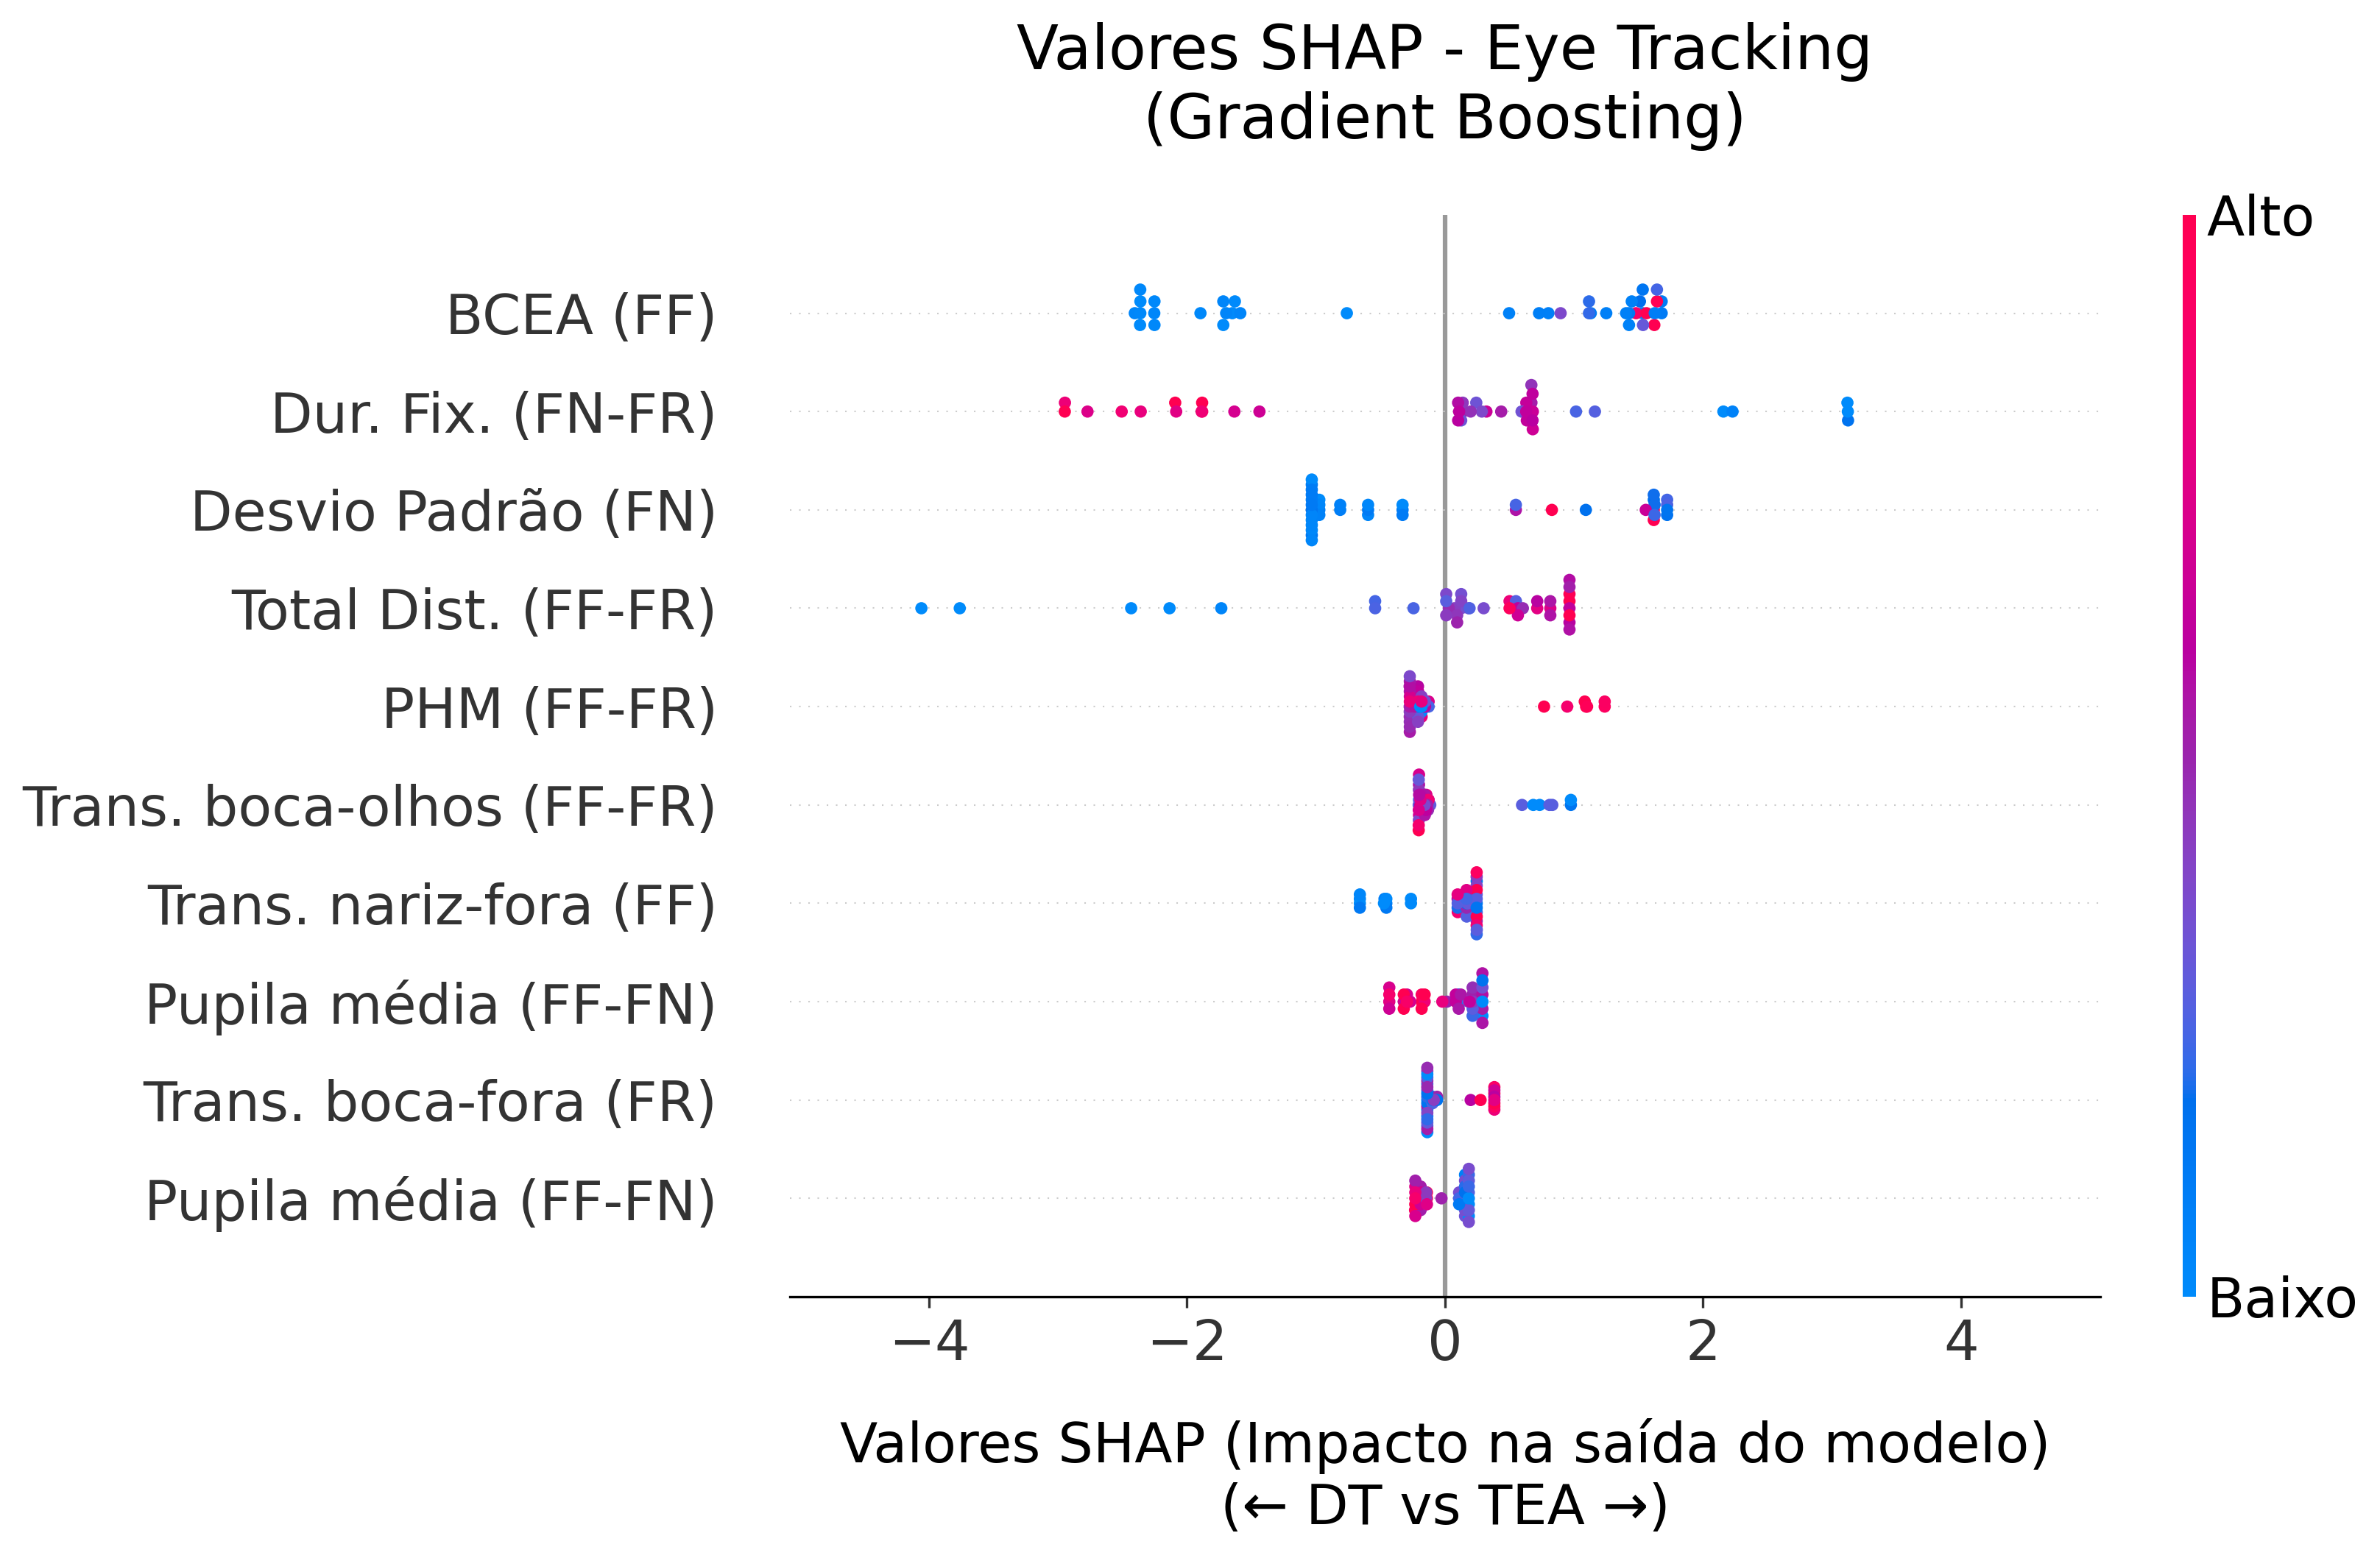 Valores SHAP - Eye Tracking
(Gradient Boosting)
Alto
BCEA (FF)
Dur. Fix. (FN-FR)
Desvio Padrão (FN)
Total Dist. (FF-FR)
PHM (FF-FR)
Trans. boca-olhos (FF-FR)
Trans. nariz-fora (FF)
Pupila média (FF-FN)
Trans. boca-fora (FR)
Pupila média (FF-FN)
Baixo
−4 −2 0 2 4
Valores SHAP (Impacto na saída do modelo)
(← DT vs TEA →)